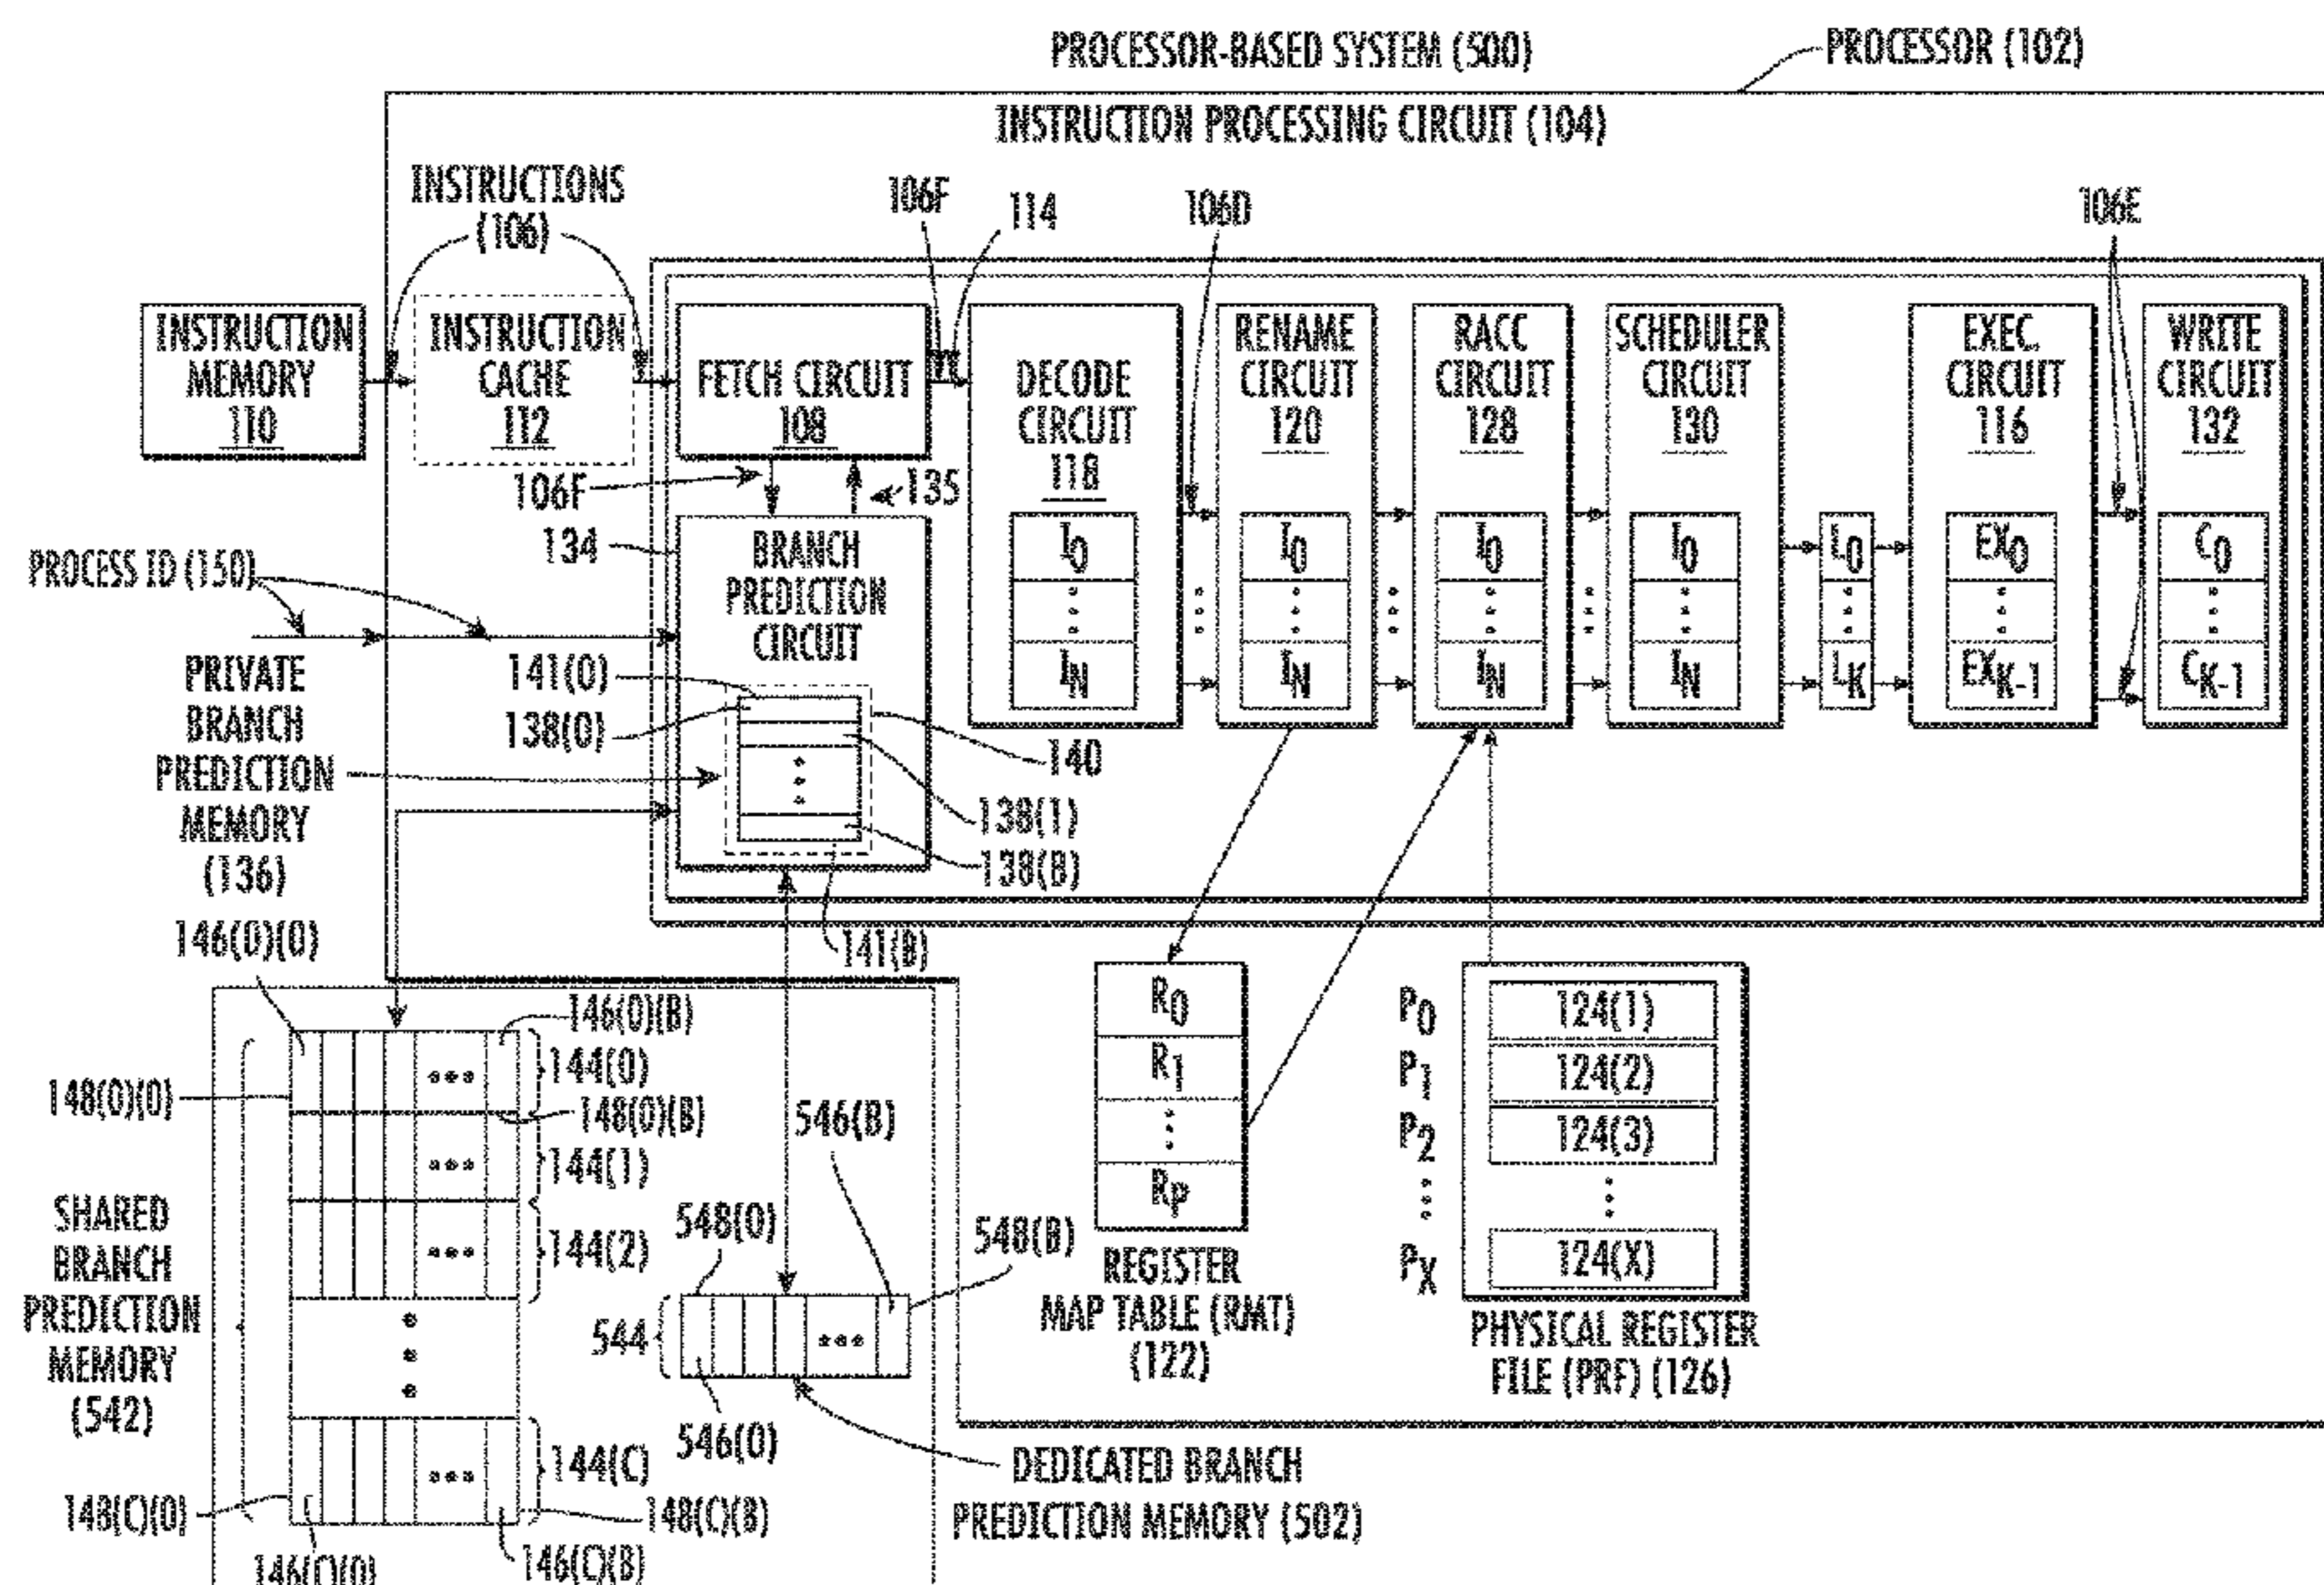 PROCESSOR-BASED SYSTEM (500)
PROCESSOR (102)
INSTRUCTION PROCESSING CIRCUIT (104)
INSTRUCTIONS
(106)
106F
114
106D
106E
INSTRUCTION
MEMORY
110
INSTRUCTION
CACHE
112
FETCH CIRCUIT
108
DECODE
CIRCUIT
118
I0
IN
RENAME
CIRCUIT
120
I0
IN
RACC
CIRCUIT
128
I0
IN
SCHEDULER
CIRCUIT
130
I0
IN
L0
LK
EXEC.
CIRCUIT
116
EX0
EXK-1
WRITE
CIRCUIT
132
C0
CK-1
106F
135
134
BRANCH
PREDICTION
CIRCUIT
PROCESS ID (150)
PRIVATE
BRANCH
PREDICTION
MEMORY
(136)
141(0)
138(0)
140
138(1)
138(B)
141(B)
146(0)(0)
146(0)(B)
144(0)
148(0)(0)
148(0)(B)
144(1)
144(2)
SHARED
BRANCH
PREDICTION
MEMORY
(542)
144(C)
148(C)(0)
148(C)(B)
146(C)(0)
146(C)(B)
546(B)
548(0)
548(B)
544
546(0)
DEDICATED BRANCH
PREDICTION MEMORY (502)
R0
R1
RP
REGISTER
MAP TABLE (RMT)
(122)
P0
124(1)
P1
124(2)
P2
124(3)
PX
124(X)
PHYSICAL REGISTER
FILE (PRF) (126)